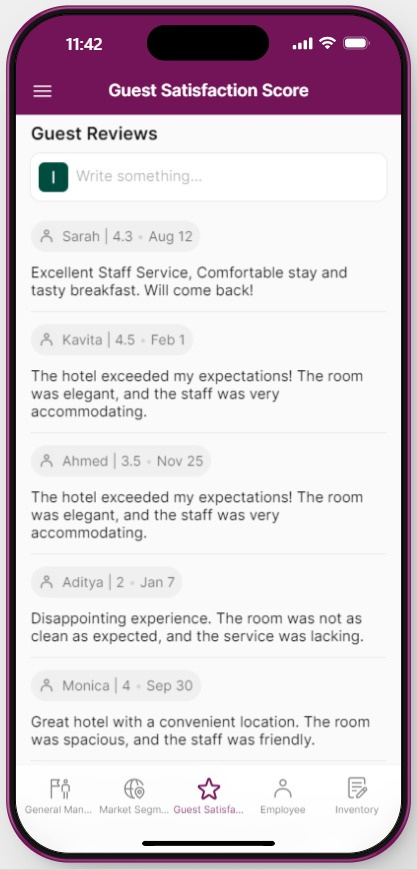 11:42
Guest Satisfaction Score
Guest Reviews
I
Write something...
Sarah | 4.3 • Aug 12
Excellent Staff Service, Comfortable stay and
tasty breakfast. Will come back!
Kavita | 4.5 • Feb 1
The hotel exceeded my expectations! The room
was elegant, and the staff was very
accommodating.
Ahmed | 3.5 • Nov 25
The hotel exceeded my expectations! The room
was elegant, and the staff was very
accommodating.
Aditya | 2 • Jan 7
Disappointing experience. The room was not as
clean as expected, and the service was lacking.
Monica | 4 • Sep 30
Great hotel with a convenient location. The room
was spacious, and the staff was friendly.
General Man... Market Segm... Guest Satisfa... Employee Inventory